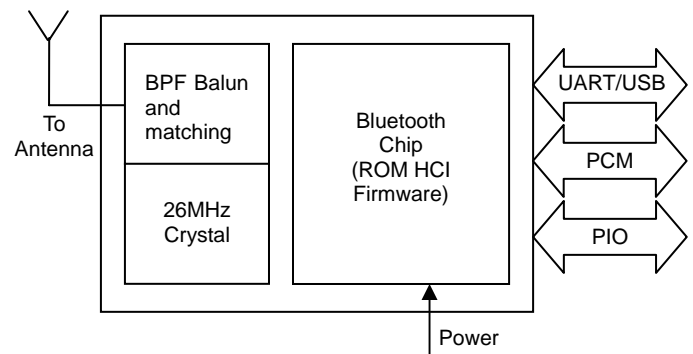 To
Antenna
BPF Balun
and
matching
26MHz
Crystal
Bluetooth
Chip
(ROM HCI
Firmware)
UART/USB
PCM
PIO
Power